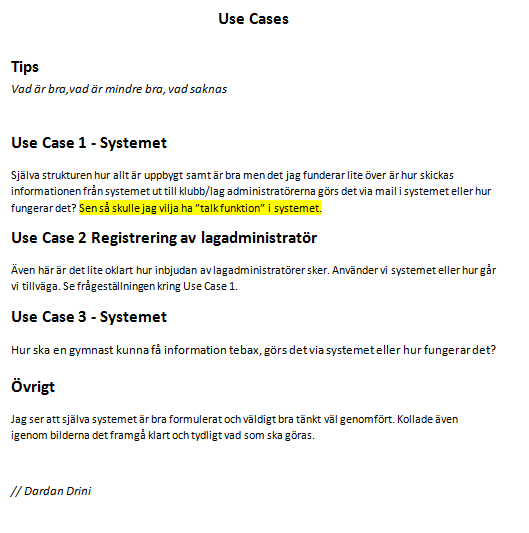 Use Cases
Tips
Vad är bra,vad är mindre bra, vad saknas
Use Case 1 - Systemet
Själva strukturen hur allt är uppbygt samt är bra men det jag funderar lite över är hur skickas
informationen från systemet ut till klubb/lag administratörerna görs det via mail i systemet eller hur
fungerar det? Sen så skulle jag vilja ha ”talk funktion” i systemet.
Use Case 2 Registrering av lagadministratör
Även här är det lite oklart hur inbjudan av lagadministratörer sker. Använder vi systemet eller hur går
vi tillväga. Se frågeställningen kring Use Case 1.
Use Case 3 - Systemet
Hur ska en gymnast kunna få information tebax, görs det via systemet eller hur fungerar det?
Övrigt
Jag ser att själva systemet är bra formulerat och väldigt bra tänkt väl genomfört. Kollade även
igenom bilderna det framgå klart och tydligt vad som ska göras.
// Dardan Drini